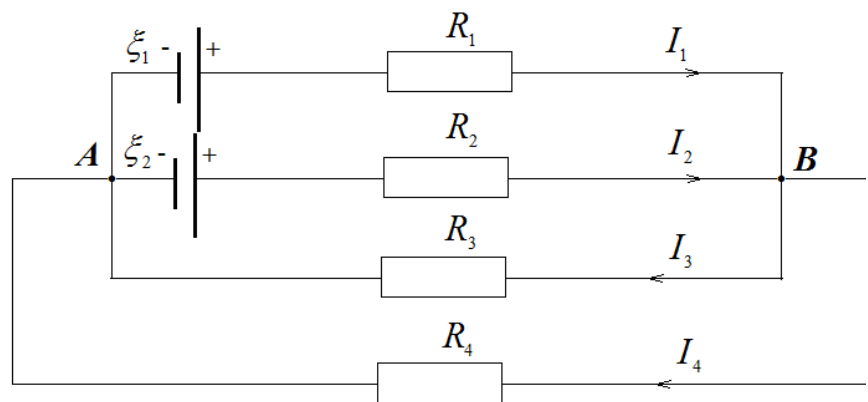 ξ₁ - + R₁ I₁
A ξ₂ - + R₂ I₂ B
R₃ I₃
R₄ I₄